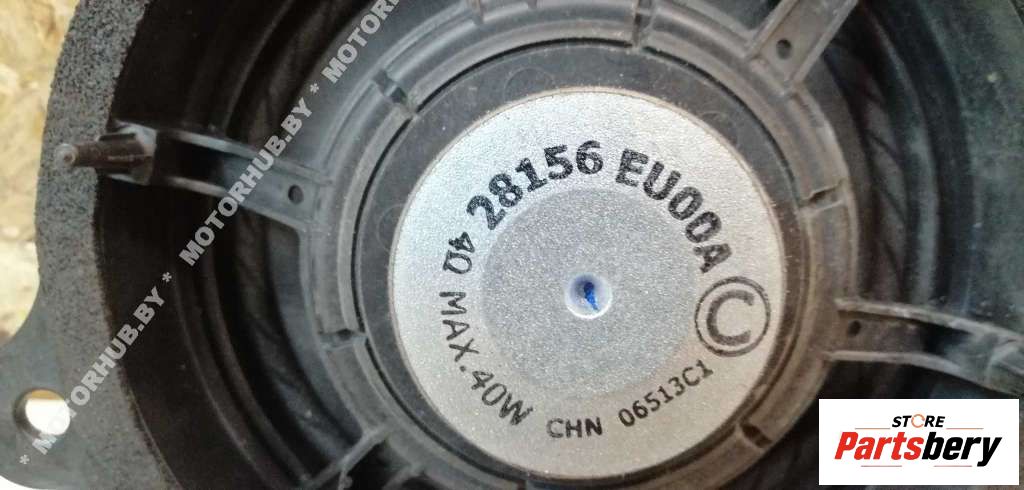 28156 EU00A
C
4Ω MAX.40W
CHN 06513C1
* MOTORHUB.BY * MOTORHUB.BY * MOTORHUB.BY * MOTOR
STORE
Partsbery